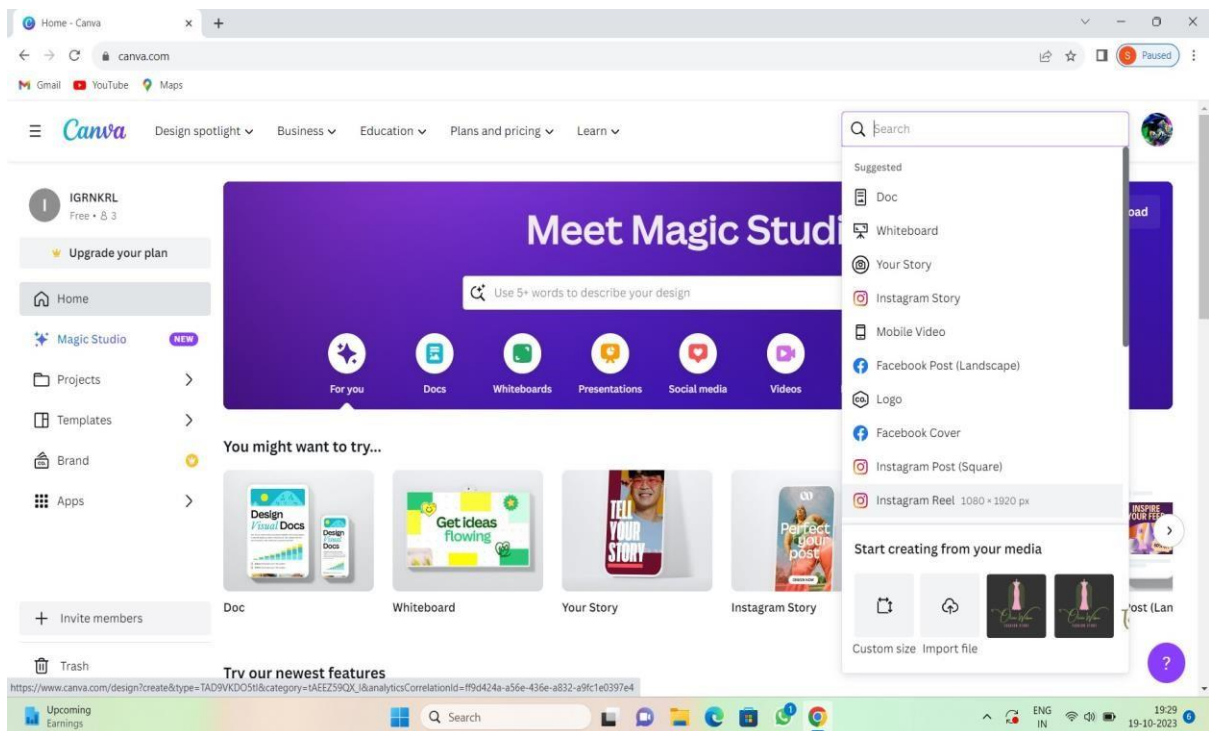 Home - Canva
canva.com
Paused
Gmail YouTube Maps
Canva Design spotlight Business Education Plans and pricing Learn
Search
Suggested
Doc
Whiteboard
Your Story
Instagram Story
Mobile Video
Facebook Post (Landscape)
Logo
Facebook Cover
Instagram Post (Square)
Instagram Reel 1080 × 1920 px
Start creating from your media
Custom size Import file
I
IGRNKRL
Free • 3
Upgrade your plan
Home
Magic Studio NEW
Projects
Templates
Brand
Apps
Invite members
Trash
Meet Magic Studi
oad
Use 5+ words to describe your design
For you Docs Whiteboards Presentations Social media Videos
You might want to try...
Design
Visual Docs
Design
Visual
Docs
Get ideas
flowing
TELL
YOUR
STORY
Perfect
your
post
INSPIRE
YOUR FEED
Doc Whiteboard Your Story Instagram Story ost (Lan
Try our newest features
?
https://www.canva.com/design?create&type=TAD9VKDO5tI&category=tAEEZ59QX_I&analyticsCorrelationId=ff9d424a-a56e-436e-a832-a9fc1e0397e4
Upcoming
Earnings
Search
ENG
IN
19:29
19-10-2023
6